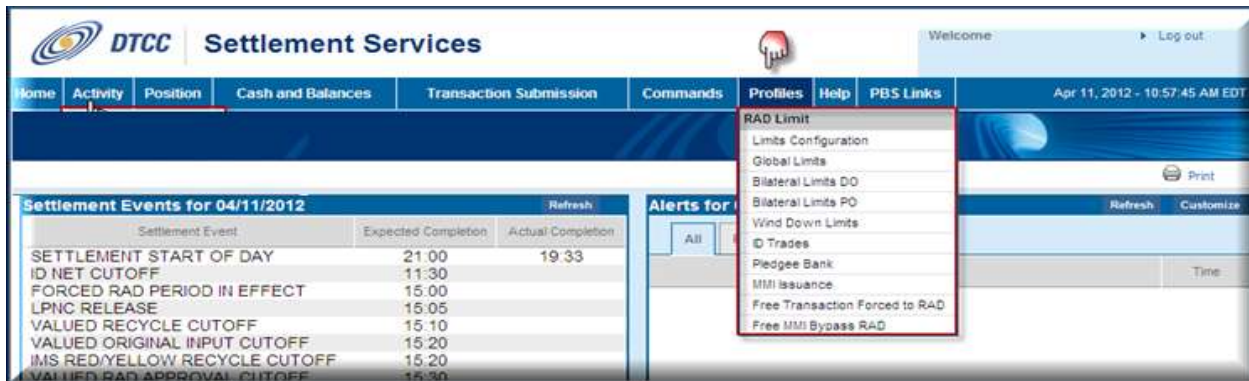 DTCC Settlement Services
Welcome Log out
Home Activity Position Cash and Balances Transaction Submission Commands Profiles Help PBS Links Apr 11, 2012 - 10:57:45 AM EDT
RAD Limit
Limits Configuration
Global Limits
Bilateral Limits DO
Bilateral Limits PO
Wind Down Limits
ID Trades
Pledgee Bank
MMI Issuance
Free Transaction Forced to RAD
Free MMI Bypass RAD
Print
Settlement Events for 04/11/2012 Refresh
Settlement Event Expected Completion Actual Completion
SETTLEMENT START OF DAY 21:00 19:33
ID NET CUTOFF 11:30
FORCED RAD PERIOD IN EFFECT 15:00
LPNC RELEASE 15:05
VALUED RECYCLE CUTOFF 15:10
VALUED ORIGINAL INPUT CUTOFF 15:20
IMS RED/YELLOW RECYCLE CUTOFF 15:20
VALUED RAD APPROVAL CUTOFF 15:30
Alerts for Refresh Customize
All
Time